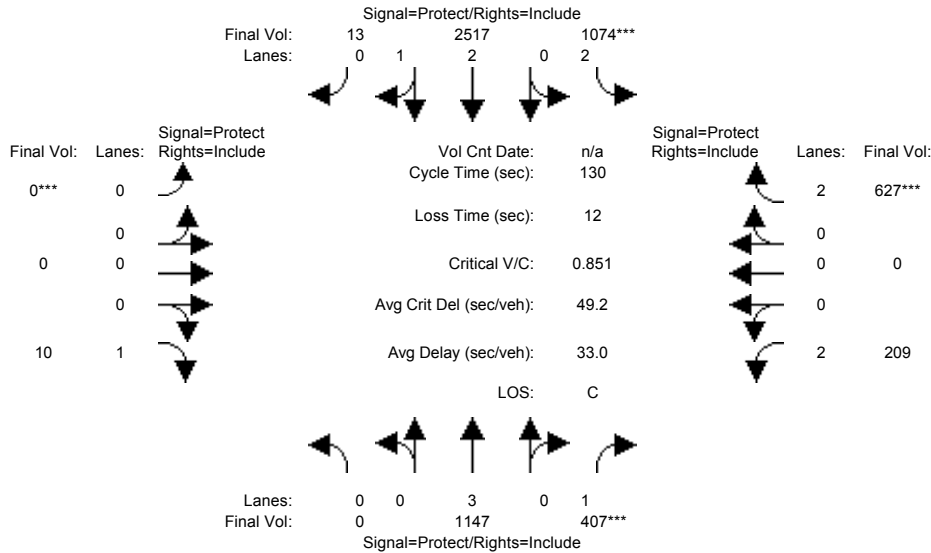 Signal=Protect/Rights=Include
Final Vol: 13 2517 1074***
Lanes: 0 1 2 0 2
Signal=Protect Signal=Protect
Final Vol: Lanes: Rights=Include Vol Cnt Date: n/a Rights=Include Lanes: Final Vol:
Cycle Time (sec): 130
0*** 0 2 627***
Loss Time (sec): 12
0 0
0 0 Critical V/C: 0.851 0 0
0 Avg Crit Del (sec/veh): 49.2 0
10 1 Avg Delay (sec/veh): 33.0 2 209
LOS: C
Lanes: 0 0 3 0 1
Final Vol: 0 1147 407***
Signal=Protect/Rights=Include